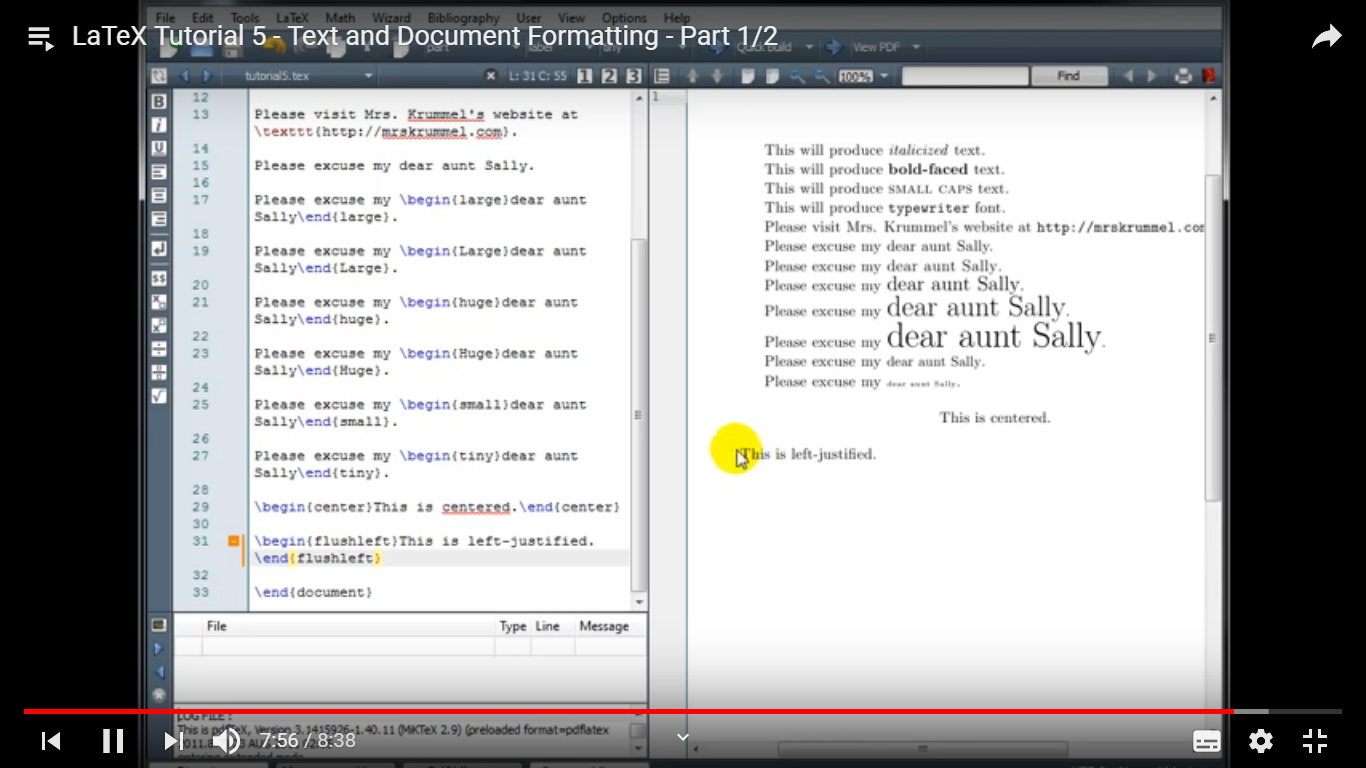 LaTeX Tutorial 5 - Text and Document Formatting - Part 1/2
File Edit Tools LaTeX Math Wizard Bibliography User View Options Help
part label tiny Quick Build View PDF
tutorial5.tex L: 31 C: 55 1 2 3 100% Find
12
13 Please visit Mrs. Krummel's website at
\texttt{http://mrskrummel.com}.
14
15 Please excuse my dear aunt Sally.
16
17 Please excuse my \begin{large}dear aunt
Sally\end{large}.
18
19 Please excuse my \begin{Large}dear aunt
Sally\end{Large}.
20
21 Please excuse my \begin{huge}dear aunt
Sally\end{huge}.
22
23 Please excuse my \begin{Huge}dear aunt
Sally\end{Huge}.
24
25 Please excuse my \begin{small}dear aunt
Sally\end{small}.
26
27 Please excuse my \begin{tiny}dear aunt
Sally\end{tiny}.
28
29 \begin{center}This is centered.\end{center}
30
31 \begin{flushleft}This is left-justified.
\end{flushleft}
32
33 \end{document}
File Type Line Message
LOG FILE :
This is pdfTeX, Version 3.1415926-1.40.11 (MiKTeX 2.9) (preloaded format=pdflatex
1
This will produce italicized text.
This will produce bold-faced text.
This will produce SMALL CAPS text.
This will produce typewriter font.
Please visit Mrs. Krummel's website at http://mrskrummel.com
Please excuse my dear aunt Sally.
Please excuse my dear aunt Sally.
Please excuse my dear aunt Sally.
Please excuse my dear aunt Sally.
Please excuse my dear aunt Sally.
Please excuse my dear aunt Sally.
Please excuse my dear aunt Sally.
This is centered.
This is left-justified.
7:56 / 8:38